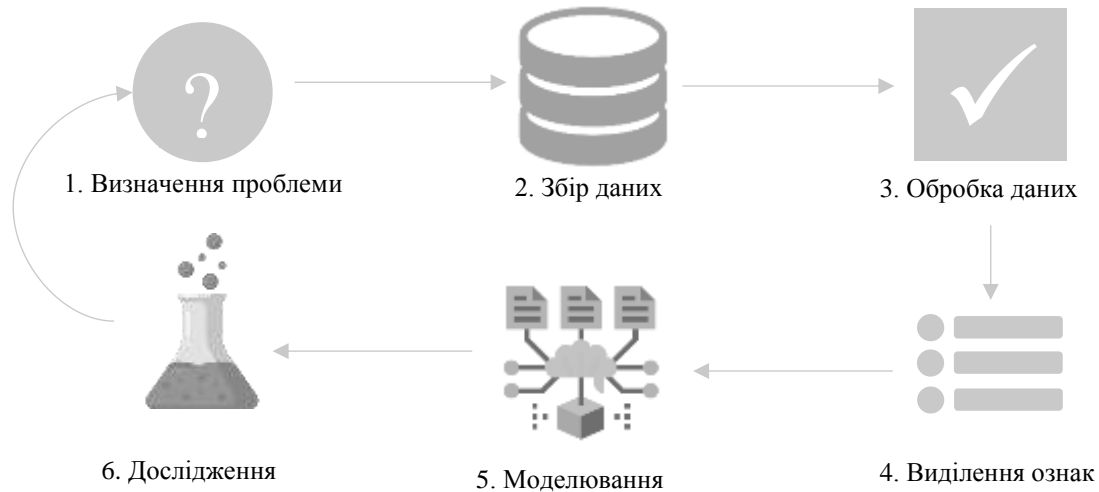 ?
1. Визначення проблеми
2. Збір даних
3. Обробка даних
4. Виділення ознак
5. Моделювання
6. Дослідження